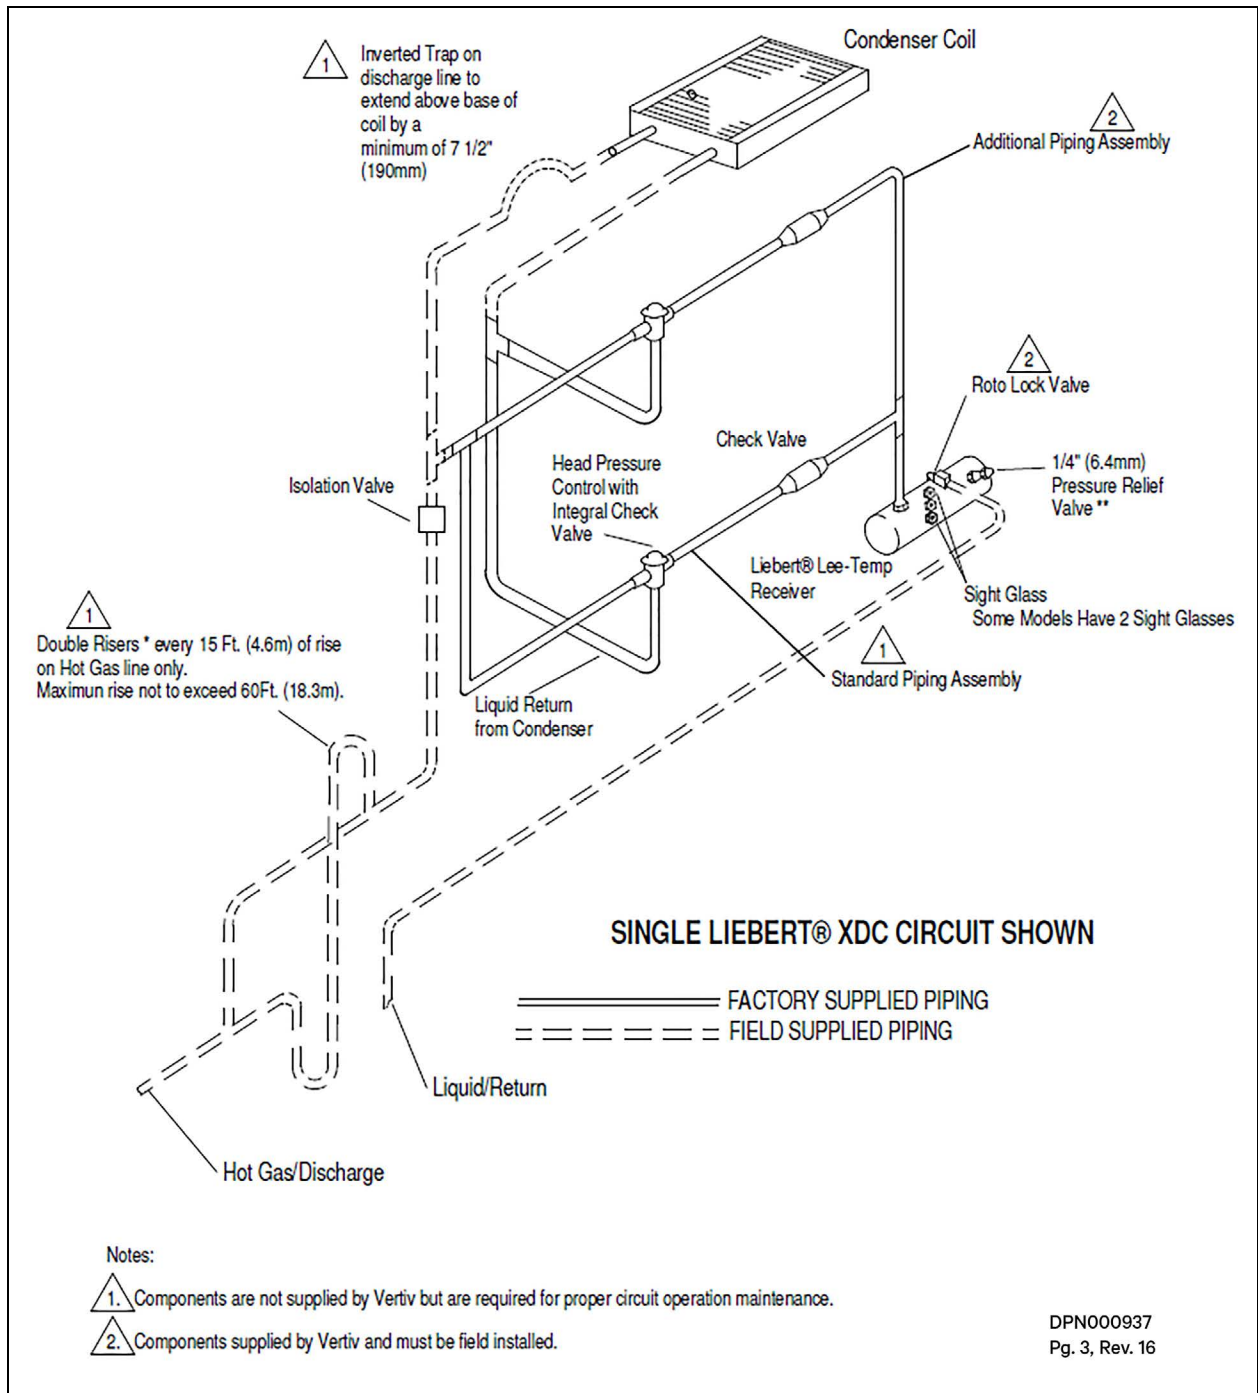 1
Inverted Trap on
discharge line to
extend above base of
coil by a
minimum of 7 1/2"
(190mm)
Condenser Coil
2
Additional Piping Assembly
2
Roto Lock Valve
Check Valve
1/4" (6.4mm)
Pressure Relief
Valve **
Isolation Valve
Head Pressure
Control with
Integral Check
Valve
Liebert® Lee-Temp
Receiver
Sight Glass
Some Models Have 2 Sight Glasses
1
Double Risers * every 15 Ft. (4.6m) of rise
on Hot Gas line only.
Maximun rise not to exceed 60Ft. (18.3m).
1
Standard Piping Assembly
Liquid Return
from Condenser
SINGLE LIEBERT® XDC CIRCUIT SHOWN
FACTORY SUPPLIED PIPING
FIELD SUPPLIED PIPING
Liquid/Return
Hot Gas/Discharge
Notes:
1. Components are not supplied by Vertiv but are required for proper circuit operation maintenance.
2. Components supplied by Vertiv and must be field installed.
DPN000937
Pg. 3, Rev. 16